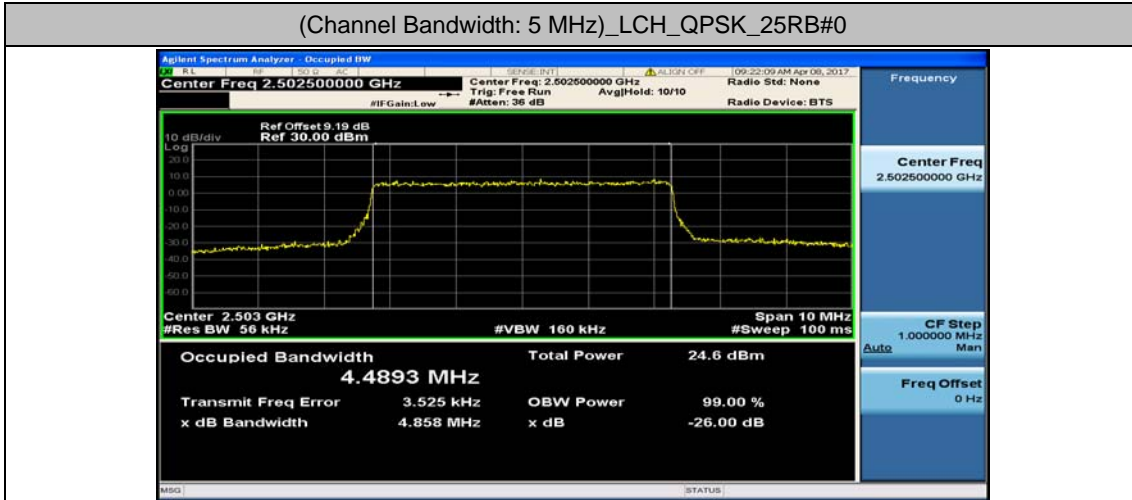 (Channel Bandwidth: 5 MHz)_LCH_QPSK_25RB#0
Agilent Spectrum Analyzer - Occupied BW
RL RF 50 Ω AC SENSE:INT ALIGN OFF 09:22:09 AM Apr 08, 2017
Center Freq 2.502500000 GHz
Center Freq: 2.502500000 GHz
Radio Std: None
Trig: Free Run Avg|Hold: 10/10
#IFGain:Low
#Atten: 36 dB
Radio Device: BTS
Frequency
Ref Offset 9.19 dB
10 dB/div Ref 30.00 dBm
Log
20.0
10.0
0.00
-10.0
-20.0
-30.0
-40.0
-50.0
-60.0
Center Freq
2.502500000 GHz
Center 2.503 GHz
Span 10 MHz
#Res BW 56 kHz
#VBW 160 kHz
#Sweep 100 ms
CF Step
1.000000 MHz
Auto Man
Occupied Bandwidth
Total Power 24.6 dBm
4.4893 MHz
Freq Offset
0 Hz
Transmit Freq Error 3.525 kHz OBW Power 99.00 %
x dB Bandwidth 4.858 MHz x dB -26.00 dB
MSG STATUS